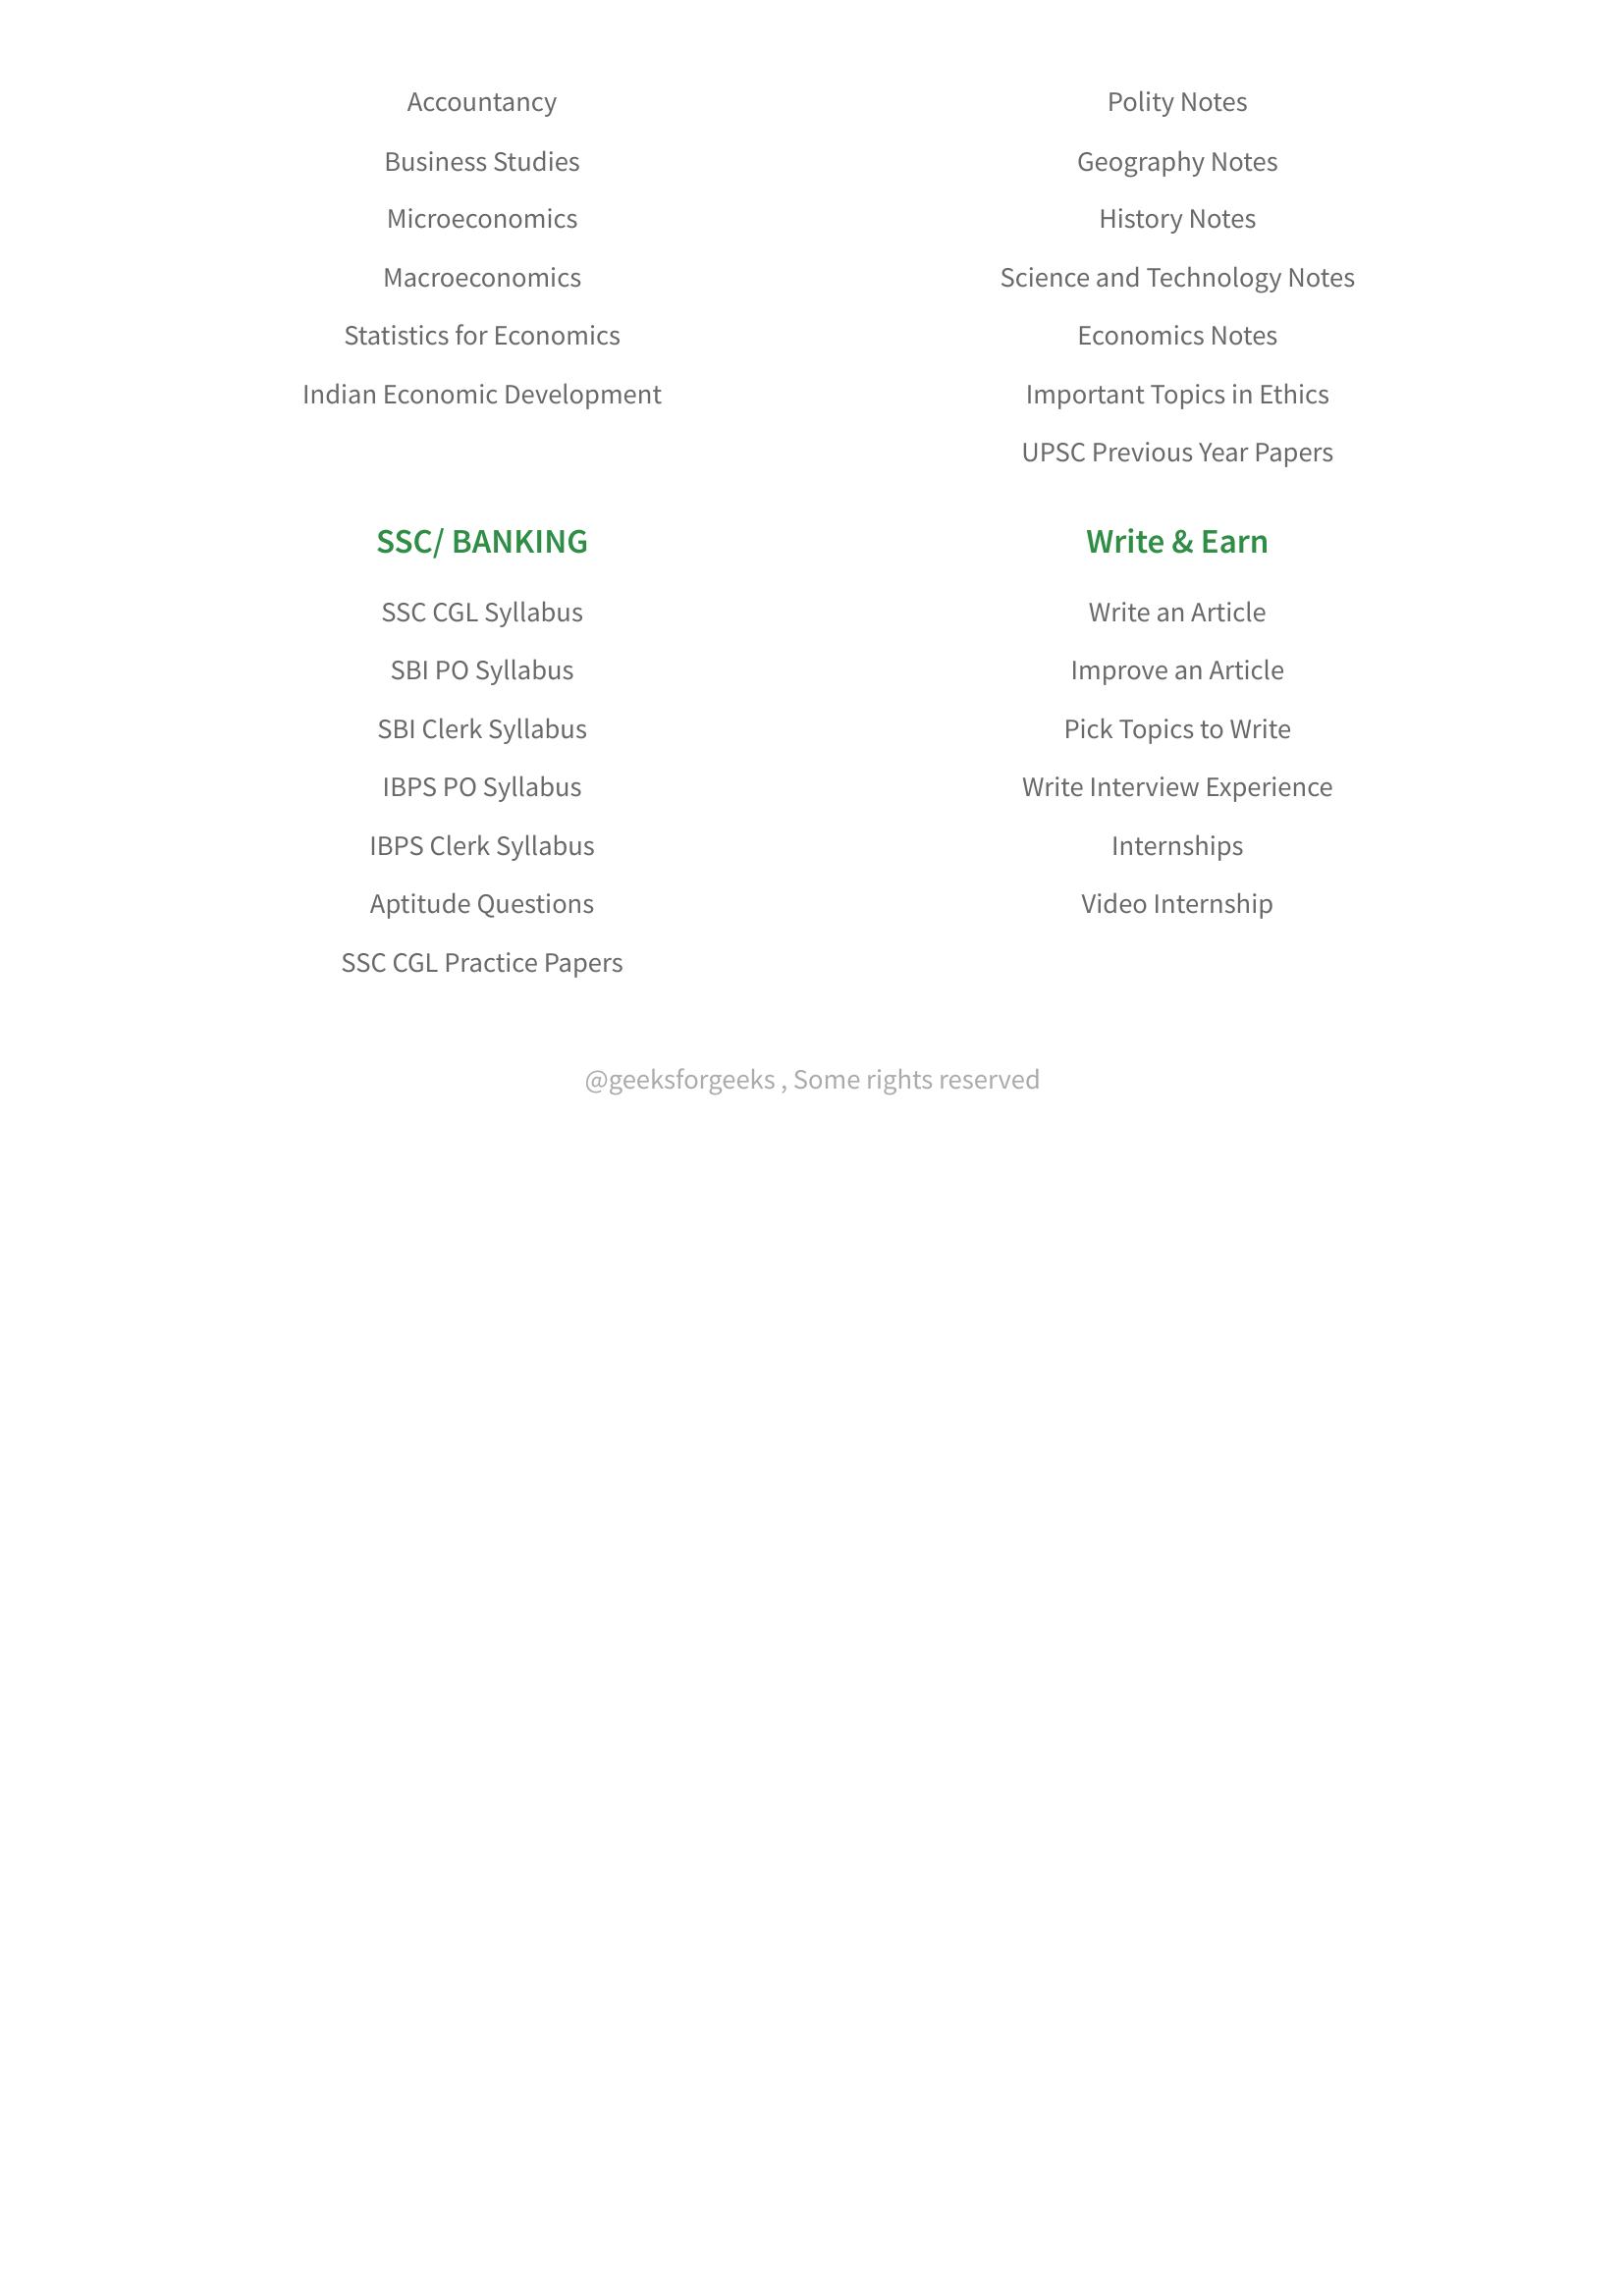 Accountancy
Business Studies
Microeconomics
Macroeconomics
Statistics for Economics
Indian Economic Development
Polity Notes
Geography Notes
History Notes
Science and Technology Notes
Economics Notes
Important Topics in Ethics
UPSC Previous Year Papers
SSC/ BANKING
SSC CGL Syllabus
SBI PO Syllabus
SBI Clerk Syllabus
IBPS PO Syllabus
IBPS Clerk Syllabus
Aptitude Questions
SSC CGL Practice Papers
Write & Earn
Write an Article
Improve an Article
Pick Topics to Write
Write Interview Experience
Internships
Video Internship
@geeksforgeeks , Some rights reserved